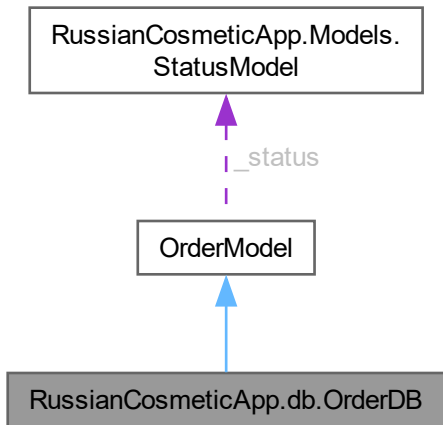 RussianCosmeticApp.Models.
StatusModel
_status
OrderModel
RussianCosmeticApp.db.OrderDB